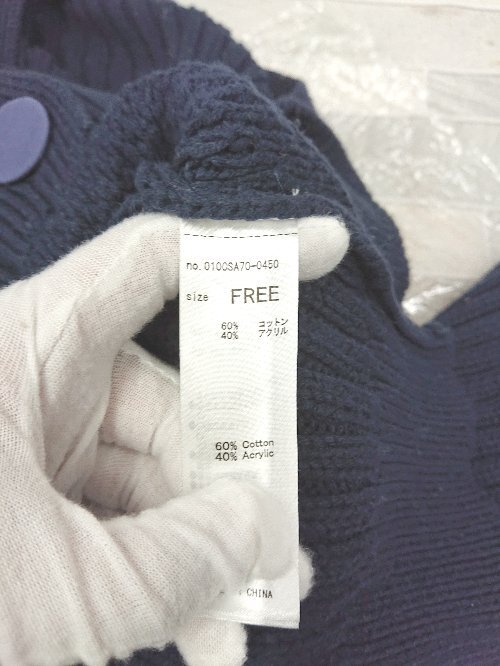 no.0100SA70-0450
size FREE
60% コットン
40% アクリル
60% Cotton
40% Acrylic
CHINA